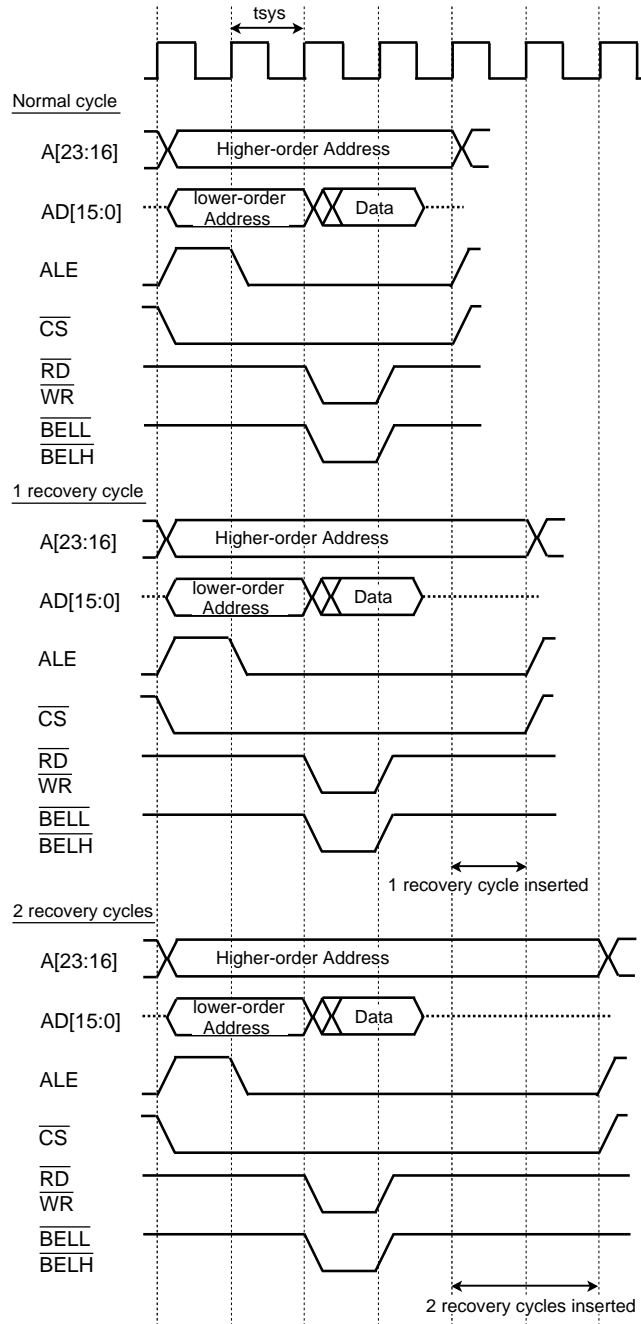 tsys
Normal cycle
A[23:16]
Higher-order Address
AD[15:0]
lower-order
Address
Data
ALE
CS
RD
WR
BELL
BELH
1 recovery cycle
A[23:16]
Higher-order Address
AD[15:0]
lower-order
Address
Data
ALE
CS
RD
WR
BELL
BELH
1 recovery cycle inserted
2 recovery cycles
A[23:16]
Higher-order Address
AD[15:0]
lower-order
Address
Data
ALE
CS
RD
WR
BELL
BELH
2 recovery cycles inserted